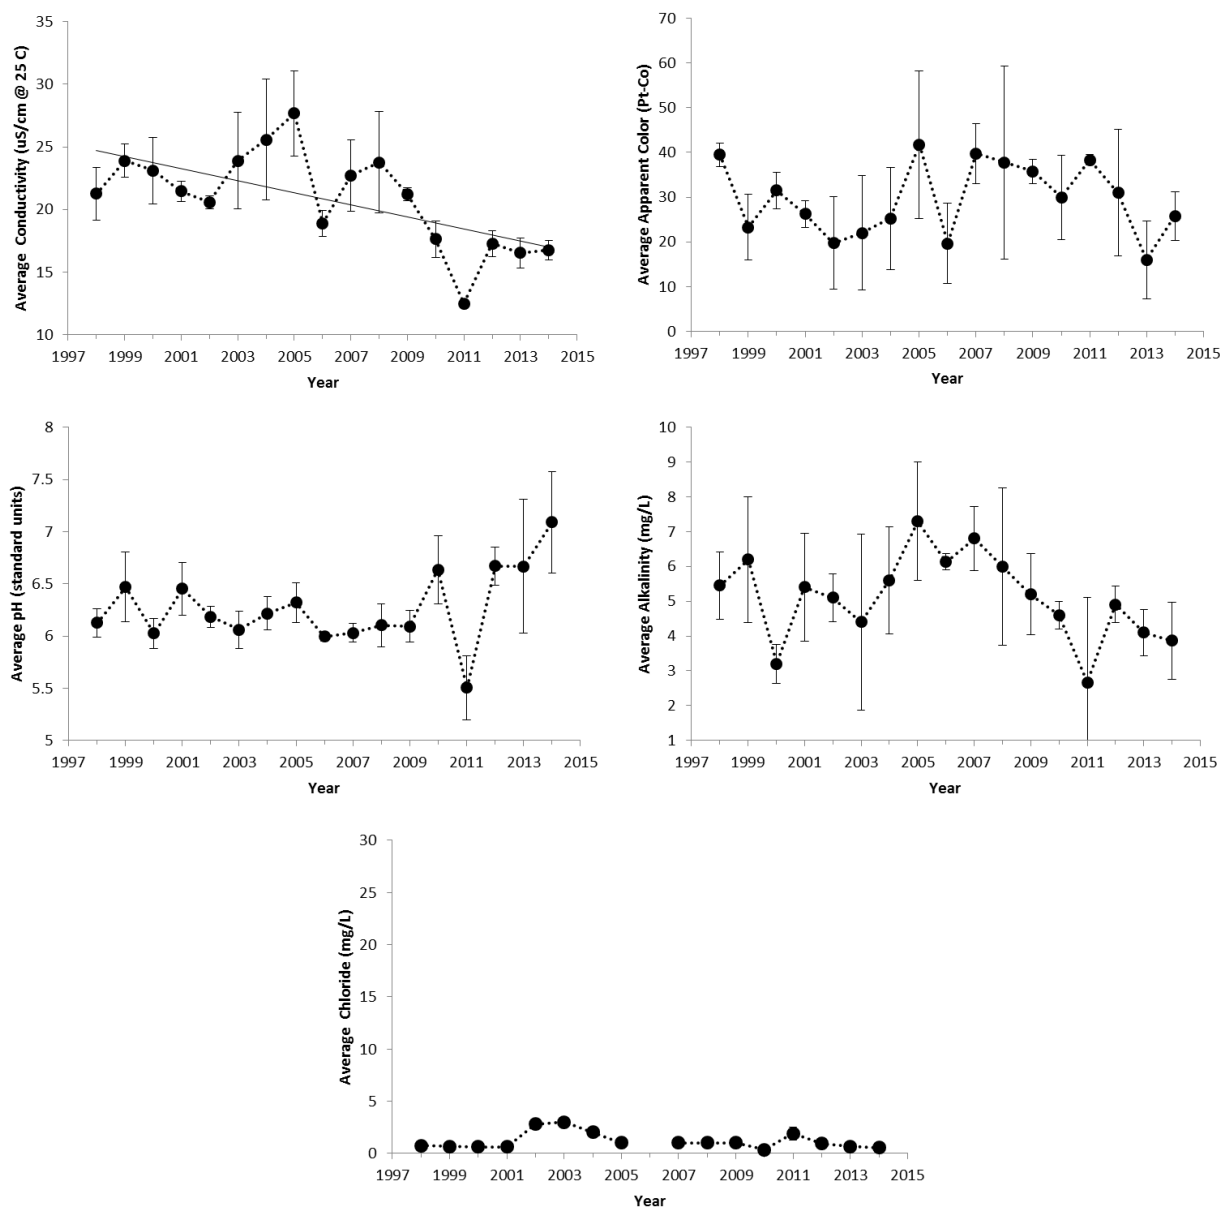 Average Conductivity (uS/cm @ 25 C)
35
30
25
20
15
10
1997 1999 2001 2003 2005 2007 2009 2011 2013 2015
Year
Average Apparent Color (Pt-Co)
70
60
50
40
30
20
10
0
1997 1999 2001 2003 2005 2007 2009 2011 2013 2015
Year
Average pH (standard units)
8
7.5
7
6.5
6
5.5
5
1997 1999 2001 2003 2005 2007 2009 2011 2013 2015
Year
Average Alkalinity (mg/L)
10
9
8
7
6
5
4
3
2
1
1997 1999 2001 2003 2005 2007 2009 2011 2013 2015
Year
Average Chloride (mg/L)
30
25
20
15
10
5
0
1997 1999 2001 2003 2005 2007 2009 2011 2013 2015
Year